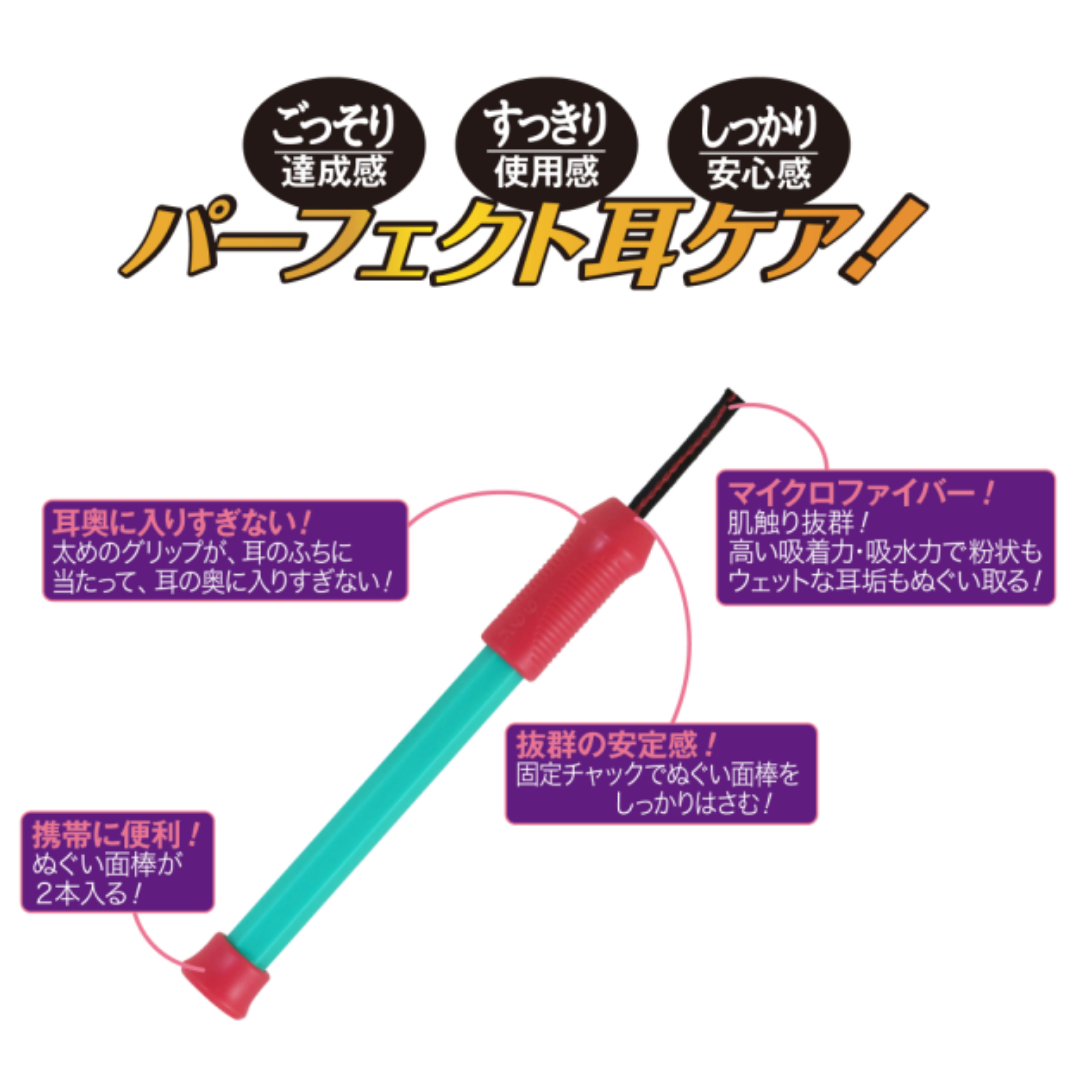 ごっそり
達成感
すっきり
使用感
しっかり
安心感
パーフェクト耳ケア!
マイクロファイバー!
肌触り抜群!
高い吸着力・吸水力で粉状も
ウェットな耳垢もぬぐい取る!
耳奥に入りすぎない!
太めのグリップが、耳のふちに
当たって、耳の奥に入りすぎない!
抜群の安定感!
固定チャックでぬぐい面棒を
しっかりはさむ!
携帯に便利!
ぬぐい面棒が
2本入る!